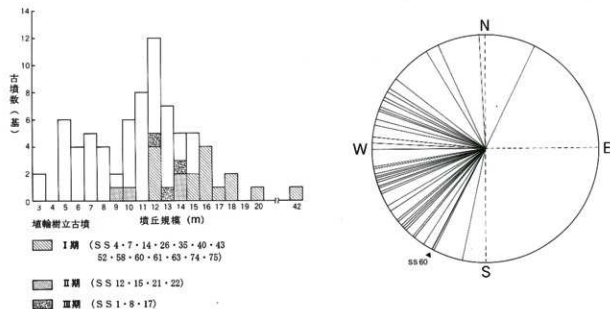 14
12
10
8
6
4
2
0
古墳数（基）
3 4 5 6 7 8 9 10 11 12 13 14 15 16 17 18 20 42
墳丘規模（m）
埴輪樹立古墳
Ⅰ期 （SS 4・7・14・26・35・40・43
52・58・60・61・63・74・75）
Ⅱ期 （SS 12・15・21・22）
Ⅲ期 （SS 1・8・17）
N
W
E
S
SS60